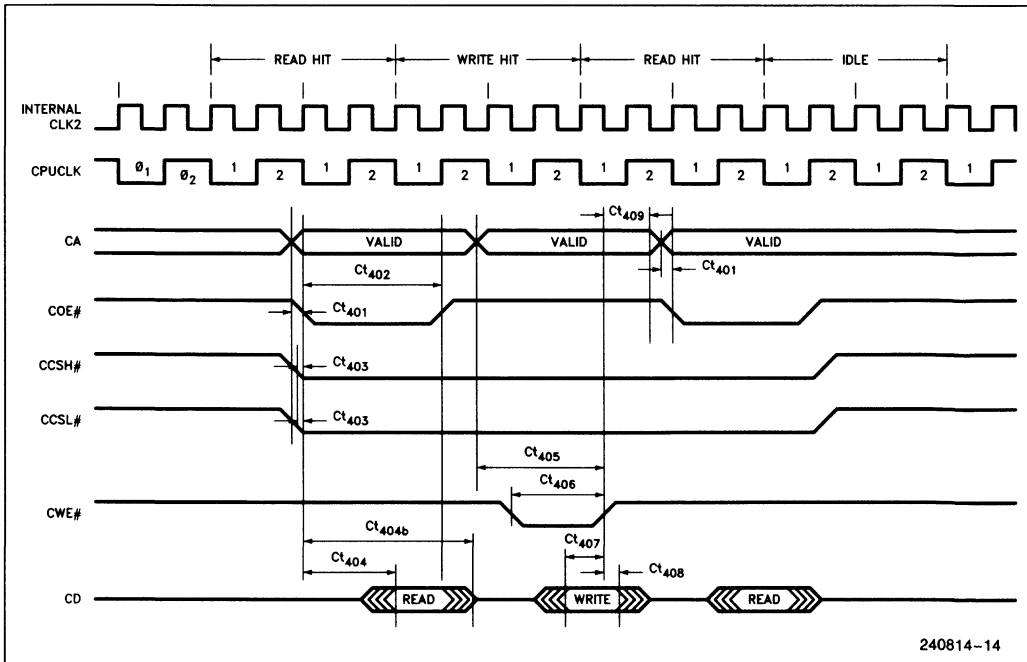 READ HIT WRITE HIT READ HIT IDLE
INTERNAL
CLK2
CPUCLK Ø1 Ø2 1 2 1 2 1 2 1 2 1 2 1 2 1 2 1 2 1
Ct409
CA VALID VALID VALID
Ct402 Ct401
COE# Ct401
CCSH# Ct403
CCSL# Ct403
Ct405
Ct406
CWE#
Ct404b Ct407
Ct404 Ct408
CD READ WRITE READ
240814-14